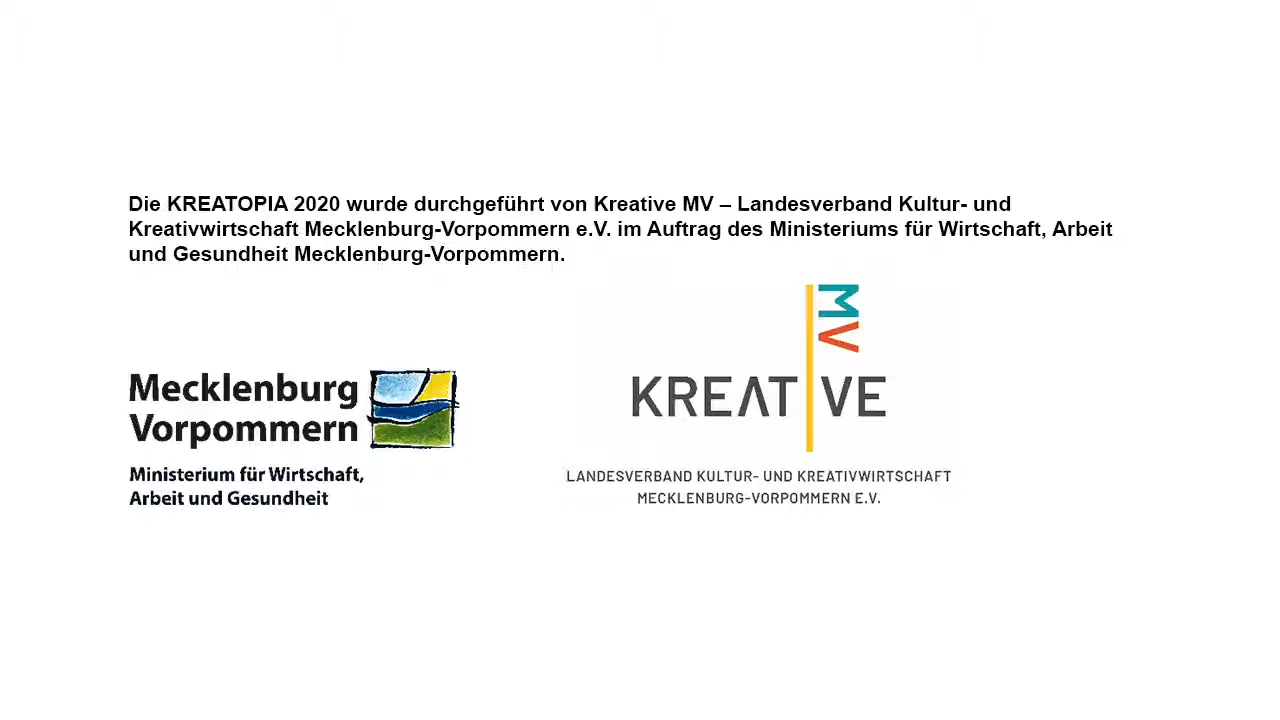 Die KREATOPIA 2020 wurde durchgeführt von Kreative MV – Landesverband Kultur- und
Kreativwirtschaft Mecklenburg-Vorpommern e.V. im Auftrag des Ministeriums für Wirtschaft, Arbeit
und Gesundheit Mecklenburg-Vorpommern.
Mecklenburg
Vorpommern
Ministerium für Wirtschaft,
Arbeit und Gesundheit
MV
KREATIVE
LANDESVERBAND KULTUR- UND KREATIVWIRTSCHAFT
MECKLENBURG-VORPOMMERN E.V.